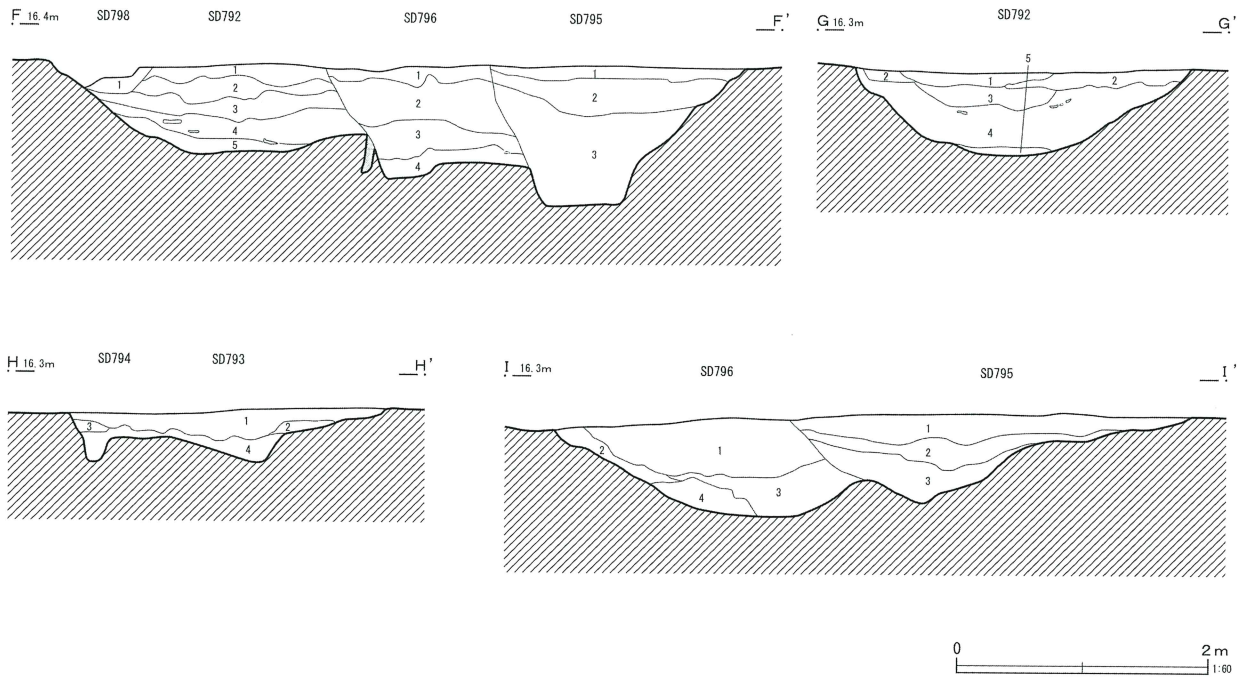 F 16.4m SD798 SD792 SD796 SD795 F'
1 1 2 3 4 5 1 2 3 4 1 2 3
G 16.3m SD792 G'
2 1 5 2 3 4
H 16.3m SD794 SD793 H'
3 1 2 4
I 16.3m SD796 SD795 I'
2 1 4 3 1 2 3
0 2m
1:60